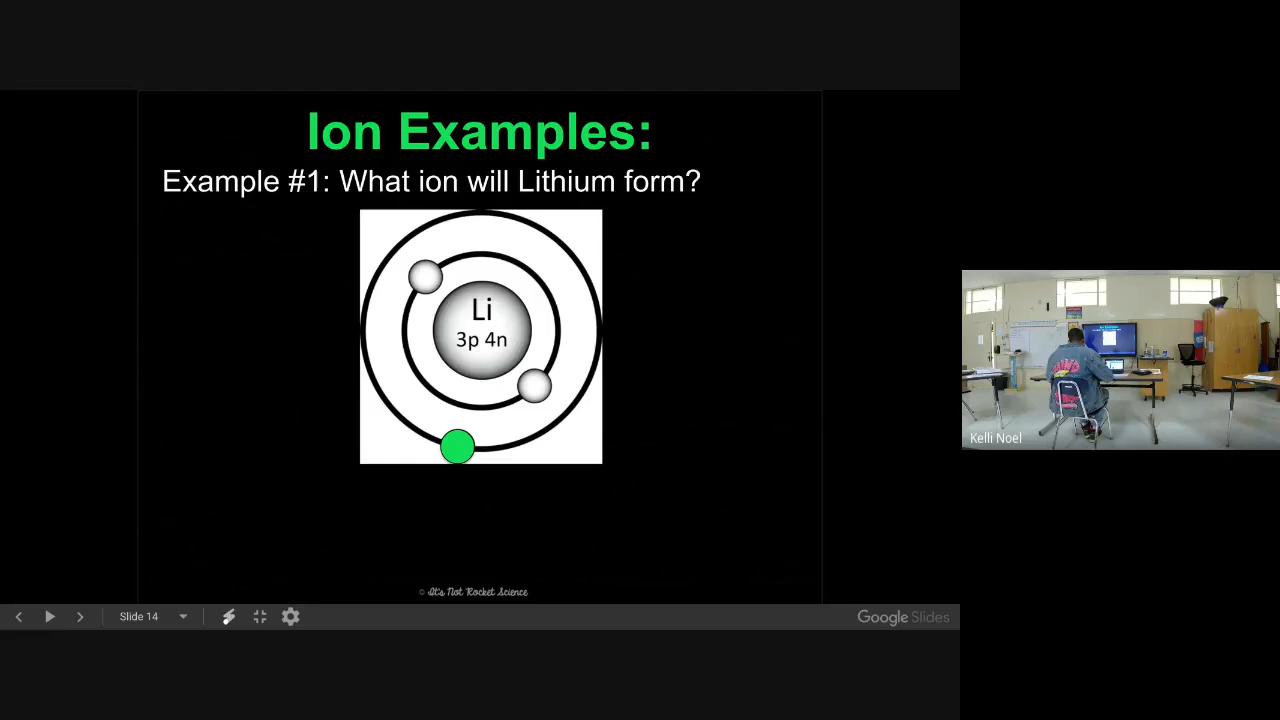 Ion Examples:
Example #1: What ion will Lithium form?
Li
3p 4n
© It's Not Rocket Science
Slide 14
Google Slides
Kelli Noel